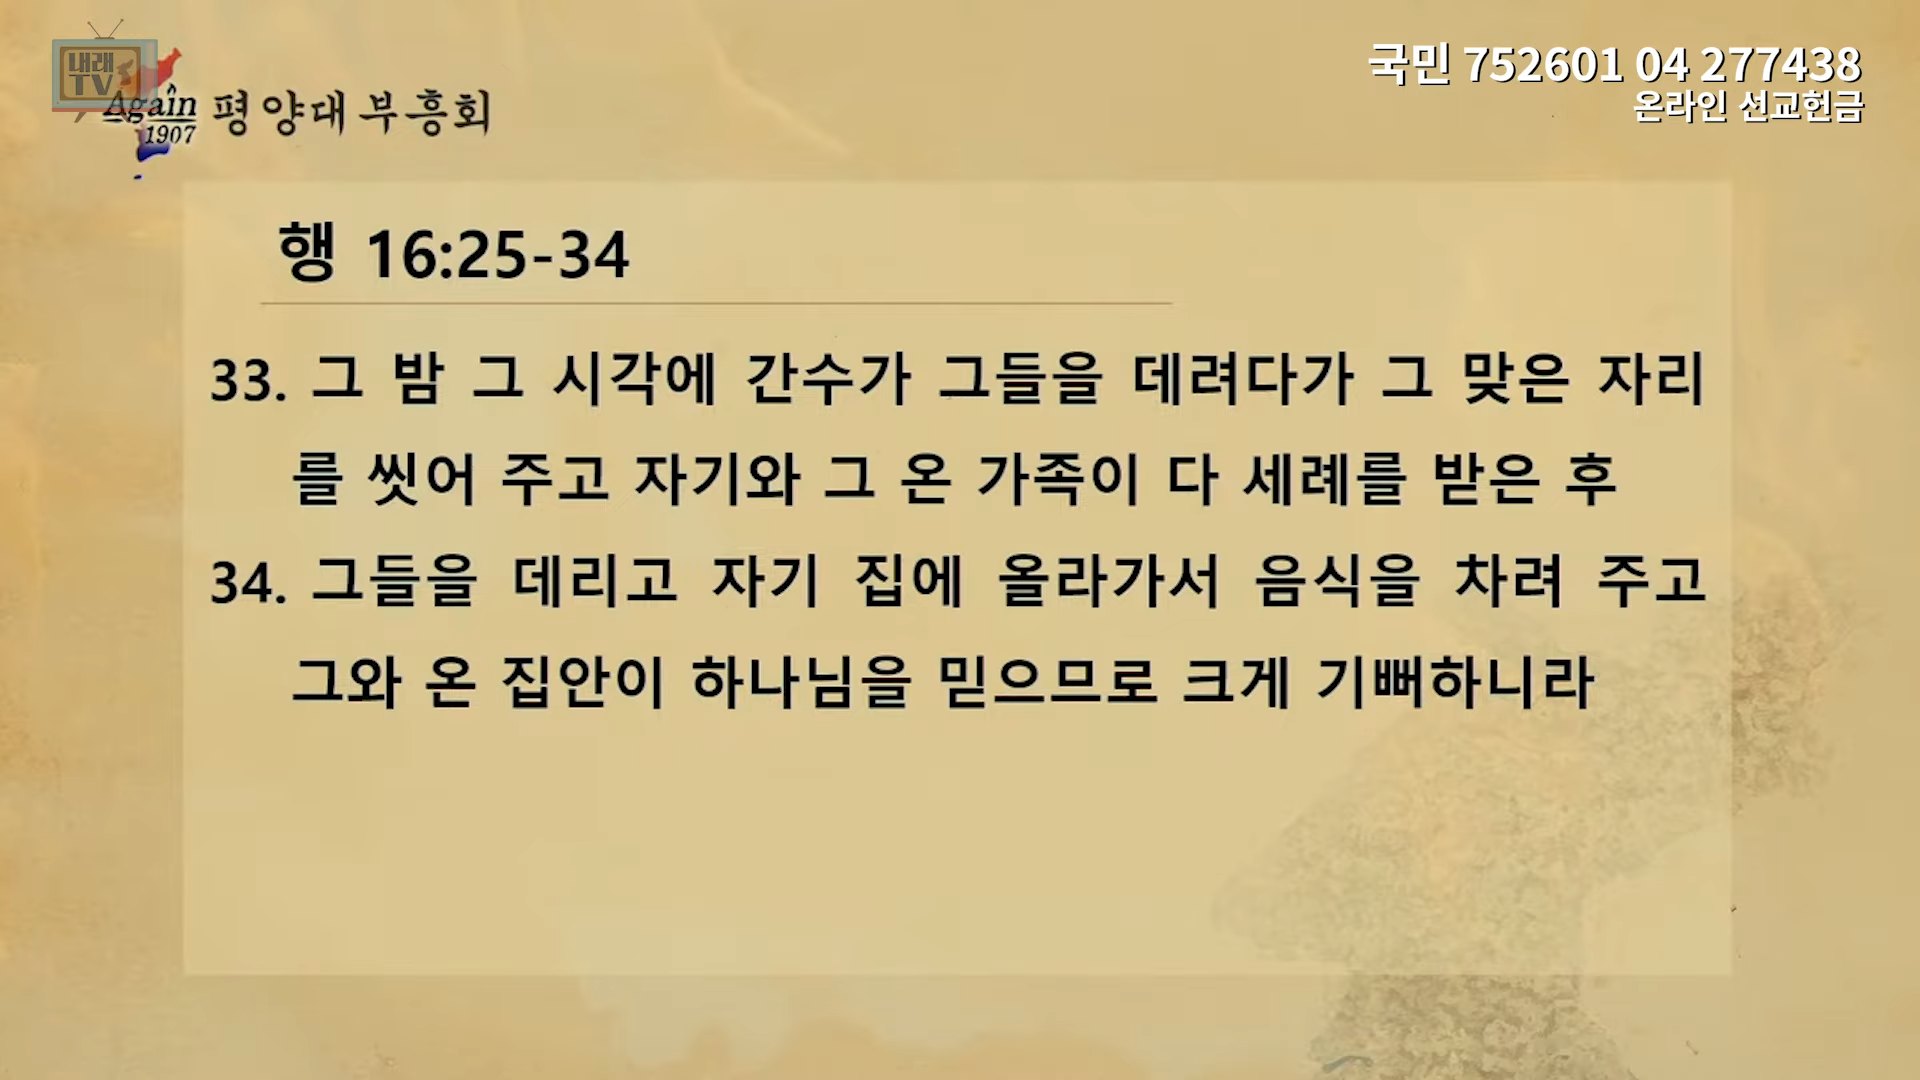 내래
TV
Again
1907
평양대부흥회
국민 752601 04 277438
온라인 선교헌금
행 16:25-34
33. 그 밤 그 시각에 간수가 그들을 데려다가 그 맞은 자리
를 씻어 주고 자기와 그 온 가족이 다 세례를 받은 후
34. 그들을 데리고 자기 집에 올라가서 음식을 차려 주고
그와 온 집안이 하나님을 믿으므로 크게 기뻐하니라